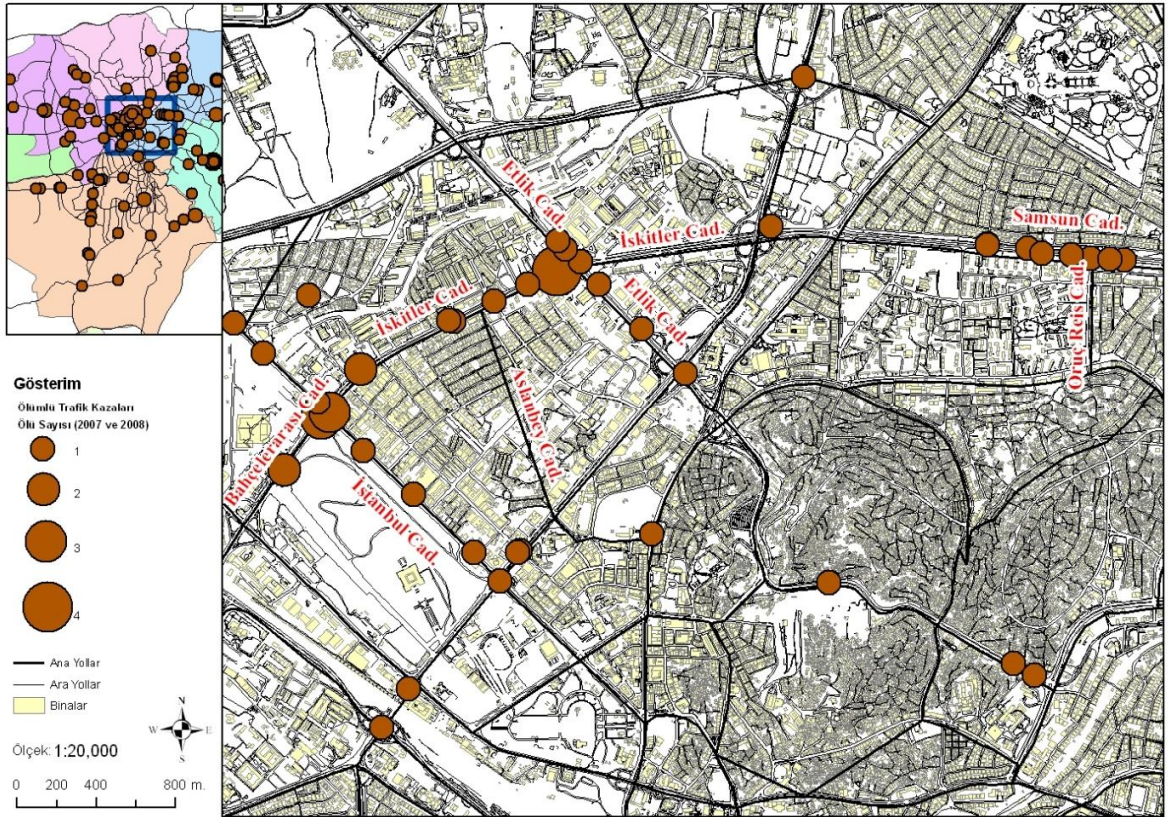 Etlik Cad.
İskitler Cad.
Samsun Cad.
İskitler Cad.
Etlik Cad.
Oruç Reis Cad.
Aslanbey Cad.
Bahçelerarası Cad.
İstanbul Cad.
Gösterim
Ölümlü Trafik Kazaları
Ölü Sayısı (2007 ve 2008)
1
2
3
4
Ana Yollar
Ara Yollar
Binalar
N
W
E
S
Ölçek: 1:20,000
0 200 400 800 m.